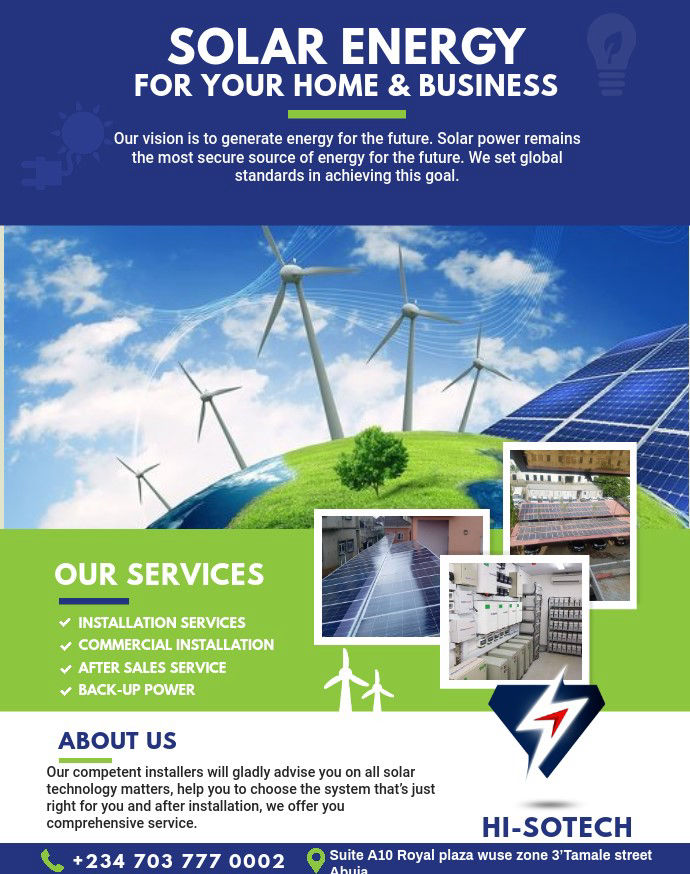 SOLAR ENERGY
FOR YOUR HOME & BUSINESS
Our vision is to generate energy for the future. Solar power remains
the most secure source of energy for the future. We set global
standards in achieving this goal.
OUR SERVICES
INSTALLATION SERVICES
COMMERCIAL INSTALLATION
AFTER SALES SERVICE
BACK-UP POWER
ABOUT US
Our competent installers will gladly advise you on all solar
technology matters, help you to choose the system that's just
right for you and after installation, we offer you
comprehensive service.
HI-SOTECH
+234 703 777 0002
Suite A10 Royal plaza wuse zone 3'Tamale street
Abuja